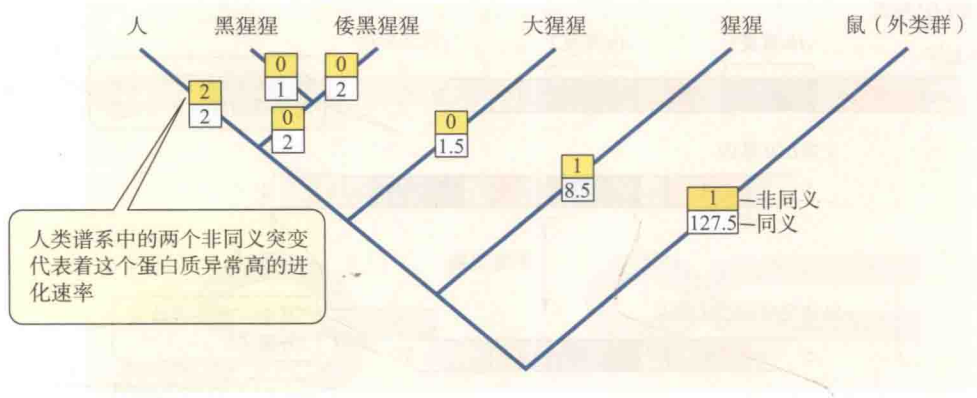 人 黑猩猩 倭黑猩猩 大猩猩 猩猩 鼠（外类群）
0 0
2 1 2
2 0 0
2 1.5
1
8.5 1 非同义
127.5 同义
人类谱系中的两个非同义突变
代表着这个蛋白质异常高的进
化速率